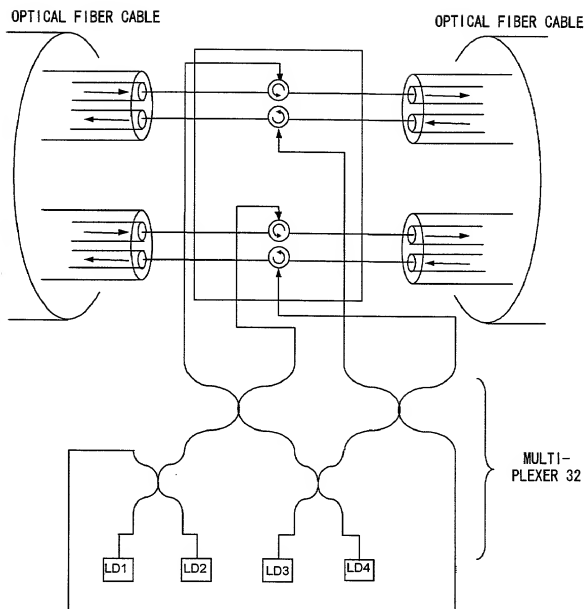 OPTICAL FIBER CABLE
OPTICAL FIBER CABLE
MULTI-
PLEXER 32
LD1
LD2
LD3
LD4